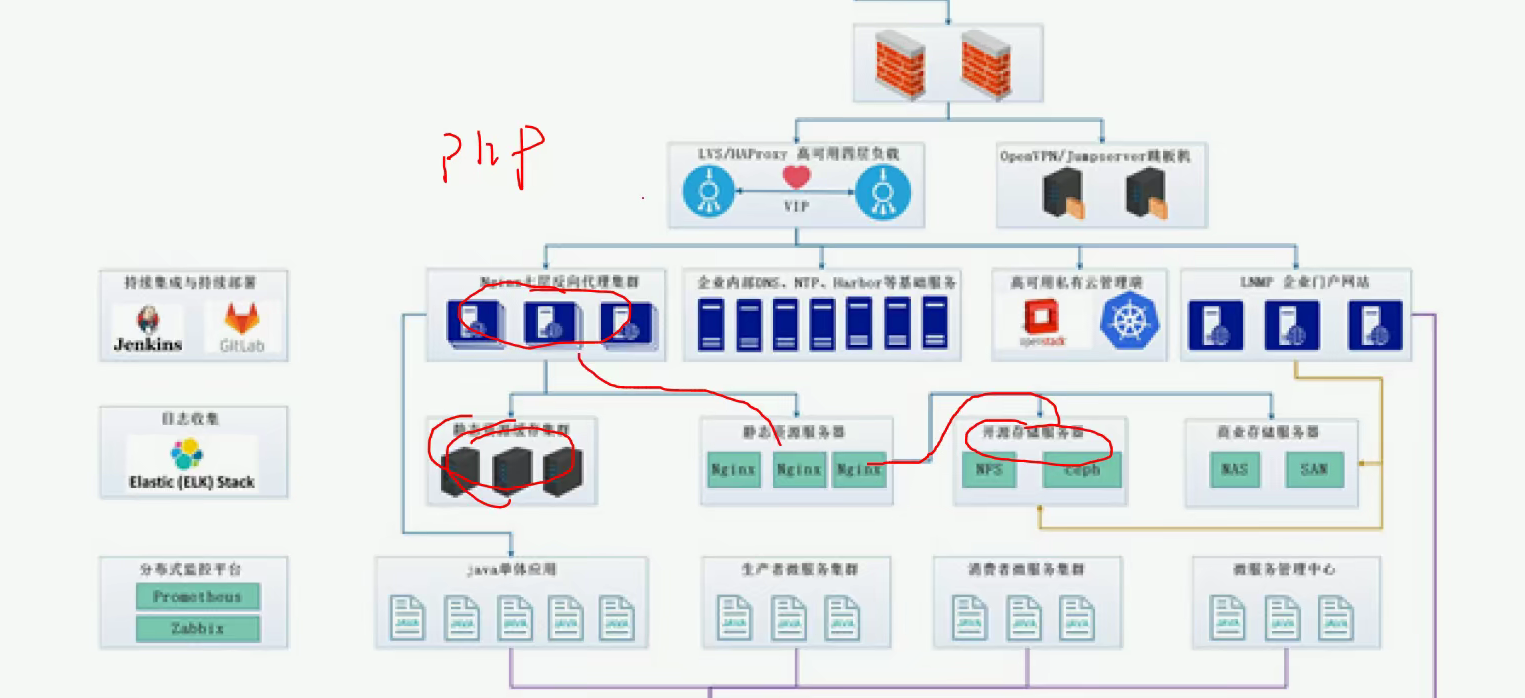 PHP
LVS/HAProxy 高可用四层负载
VIP
OpenVPN/Jumpserver跳板机
持续集成与持续部署
Jenkins
GitLab
Nginx七层反向代理集群
企业内部DNS、NTP、Harbor等基础服务
高可用私有云管理端
openstack
LNMP 企业门户网站
日志收集
Elastic (ELK) Stack
静态资源缓存集群
静态资源服务器
Nginx
Nginx
Nginx
开源存储服务器
NFS
Ceph
商业存储服务器
NAS
SAN
分布式监控平台
Prometheus
Zabbix
java单体应用
JAVA
JAVA
JAVA
JAVA
JAVA
生产者微服务集群
JAVA
JAVA
JAVA
消费者微服务集群
JAVA
JAVA
JAVA
微服务管理中心
JAVA
JAVA
JAVA